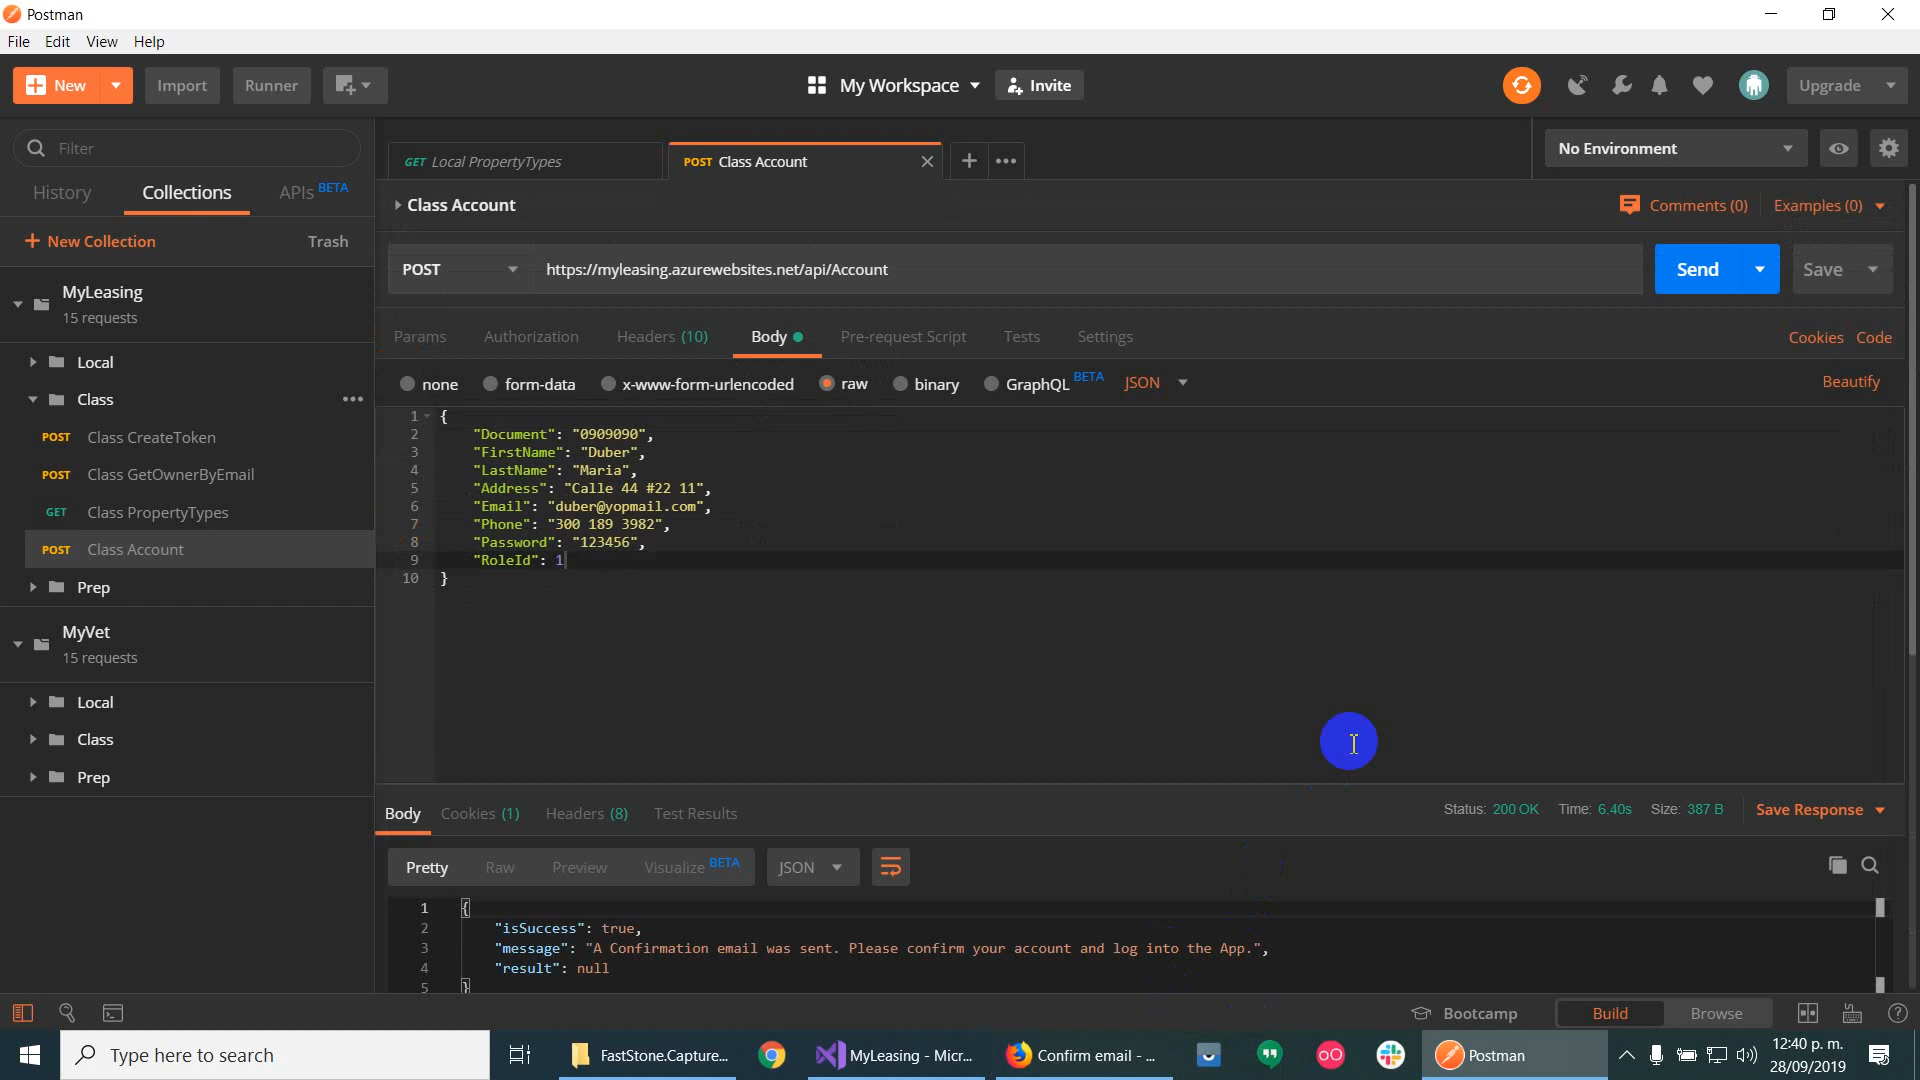 Postman
File Edit View Help
New Import Runner My Workspace Invite Upgrade
Filter
History Collections APIs BETA
New Collection Trash
MyLeasing
15 requests
Local
Class
POST Class CreateToken
POST Class GetOwnerByEmail
GET Class PropertyTypes
POST Class Account
Prep
MyVet
15 requests
Local
Class
Prep
GET Local PropertyTypes POST Class Account No Environment
Class Account Comments (0) Examples (0)
POST https://myleasing.azurewebsites.net/api/Account Send Save
Params Authorization Headers (10) Body Pre-request Script Tests Settings Cookies Code
none form-data x-www-form-urlencoded raw binary GraphQL BETA JSON Beautify
1 {
2 "Document": "0909090",
3 "FirstName": "Duber",
4 "LastName": "Maria",
5 "Address": "Calle 44 #22 11",
6 "Email": "duber@yopmail.com",
7 "Phone": "300 189 3982",
8 "Password": "123456",
9 "RoleId": 1
10 }
Body Cookies (1) Headers (8) Test Results Status: 200 OK Time: 6.40s Size: 387 B Save Response
Pretty Raw Preview Visualize BETA JSON
1 {
2 "isSuccess": true,
3 "message": "A Confirmation email was sent. Please confirm your account and log into the App.",
4 "result": null
5 }
Bootcamp Build Browse
Type here to search FastStone.Capture... MyLeasing - Micr... Confirm email - ... Postman 12:40 p. m.
28/09/2019